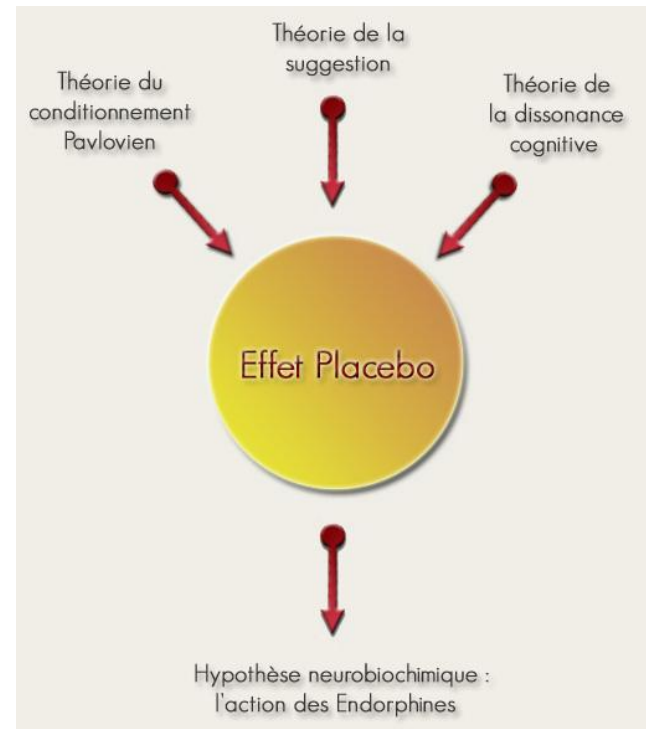 Théorie de la
suggestion
Théorie du
conditionnement
Pavlovien
Théorie de
la dissonance
cognitive
Effet Placebo
Hypothèse neurobiochimique :
l'action des Endorphines